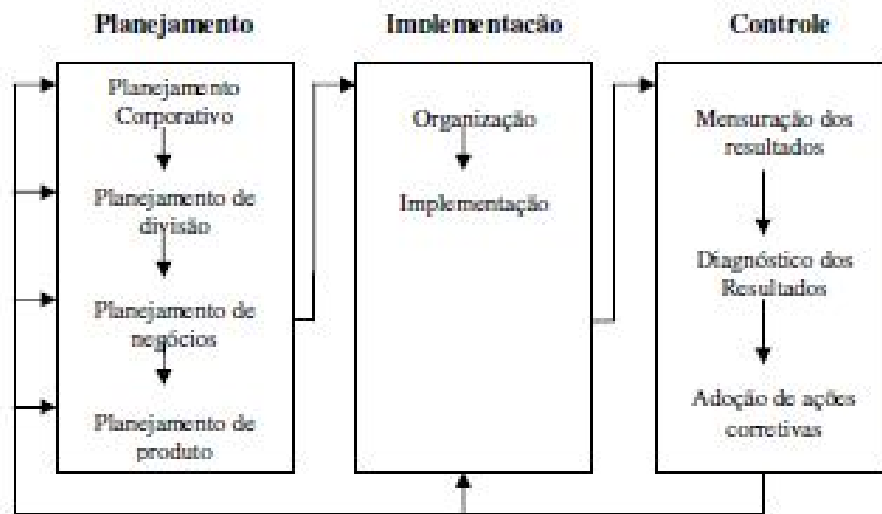 Planejamento
Planejamento
Corporativo
Planejamento de
divisão
Planejamento de
negócios
Planejamento de
produto
Implementacão
Organização
Implementação
Controle
Mensuração dos
resultados
Diagnóstico dos
Resultados
Adoção de ações
corretivas